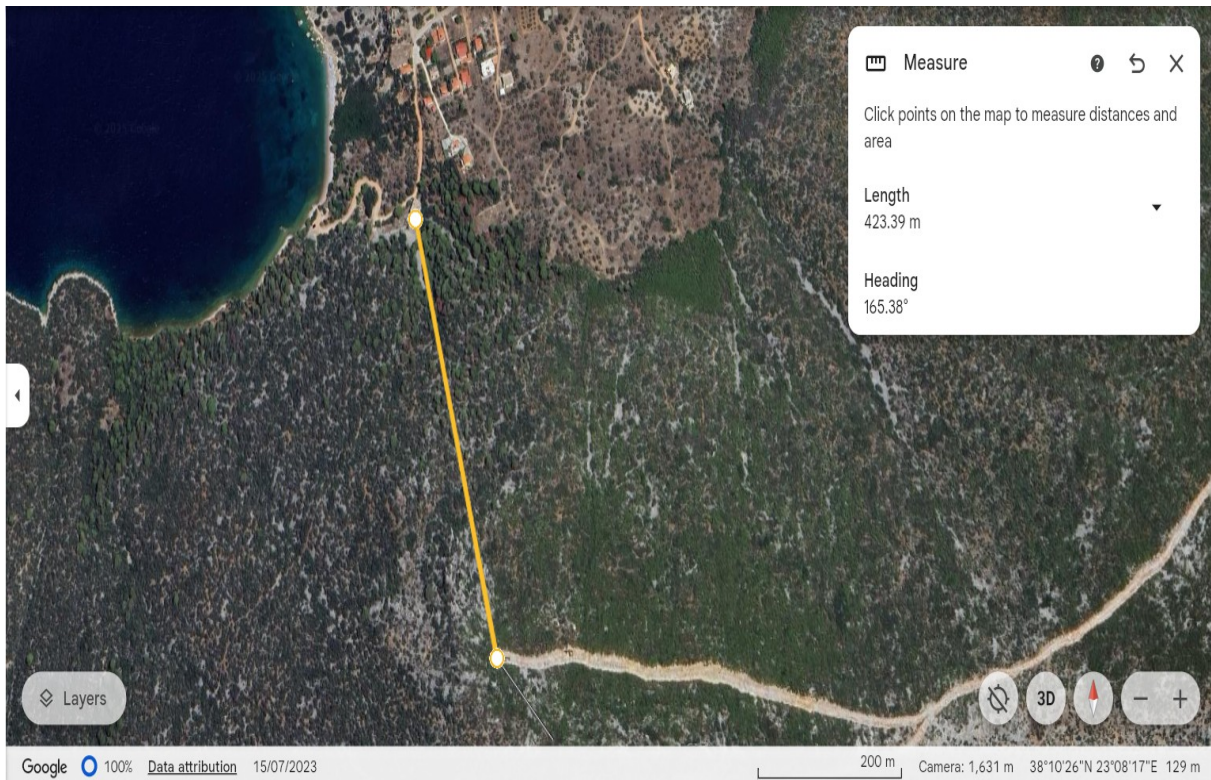 Measure
Click points on the map to measure distances and
area
Length
423.39 m
Heading
165.38°
Layers
3D
Google 100% Data attribution 15/07/2023 200 m Camera: 1,631 m 38°10'26"N 23°08'17"E 129 m